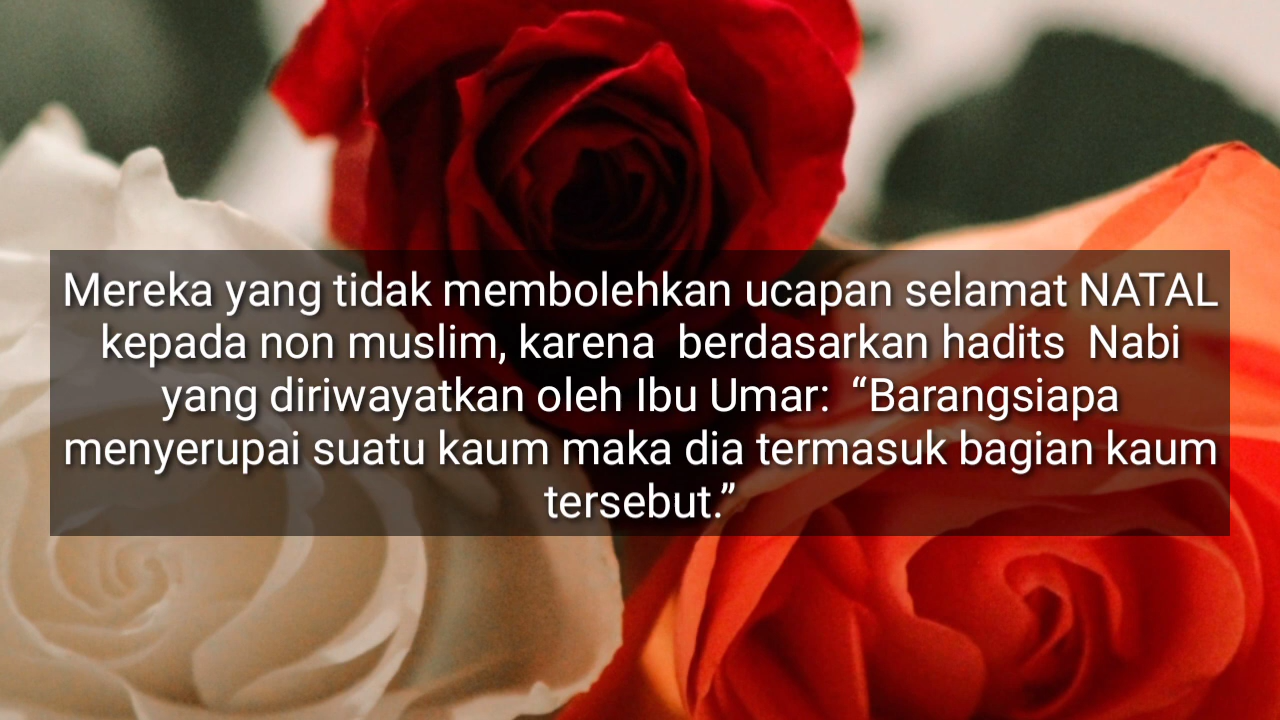 Mereka yang tidak membolehkan ucapan selamat NATAL
kepada non muslim, karena  berdasarkan hadits  Nabi
yang diriwayatkan oleh Ibu Umar:  “Barangsiapa
menyerupai suatu kaum maka dia termasuk bagian kaum
tersebut.”